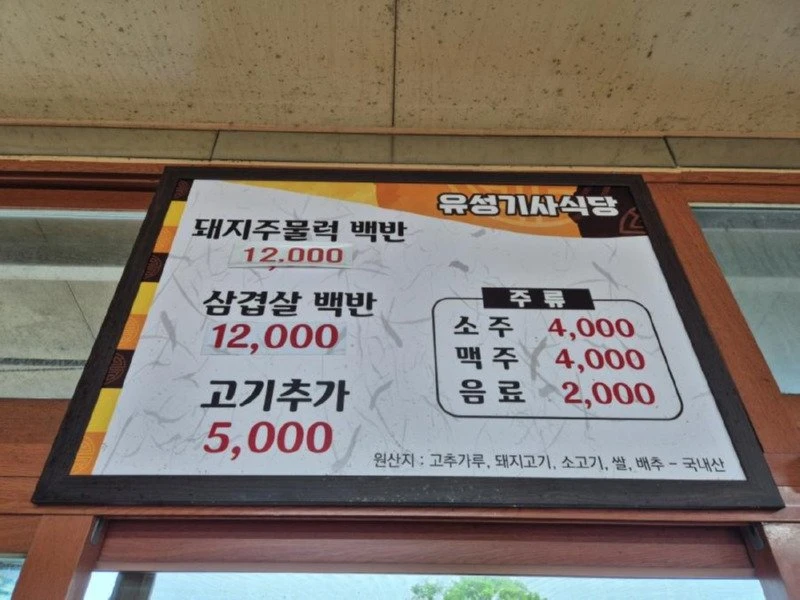 유성기사식당
돼지주물럭 백반
12,000
삼겹살 백반
12,000
고기추가
5,000
주류
소주 4,000
맥주 4,000
음료 2,000
원산지 : 고추가루, 돼지고기, 소고기, 쌀, 배추 - 국내산